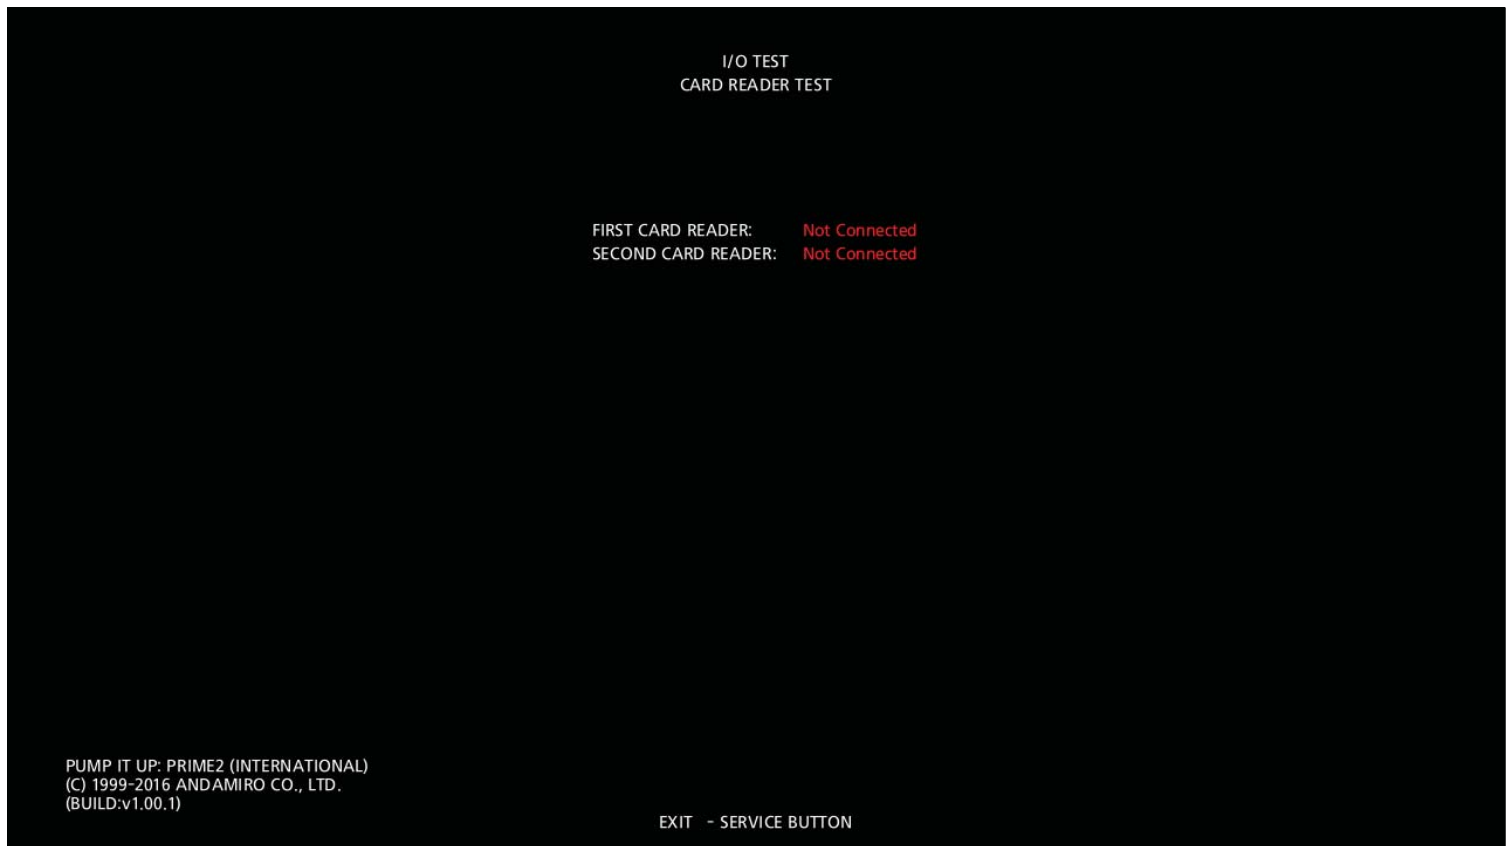 I/O TEST
CARD READER TEST
FIRST CARD READER: Not Connected
SECOND CARD READER: Not Connected
PUMP IT UP: PRIME2 (INTERNATIONAL)
(C) 1999-2016 ANDAMIRO CO., LTD.
(BUILD:v1.00.1)
EXIT - SERVICE BUTTON